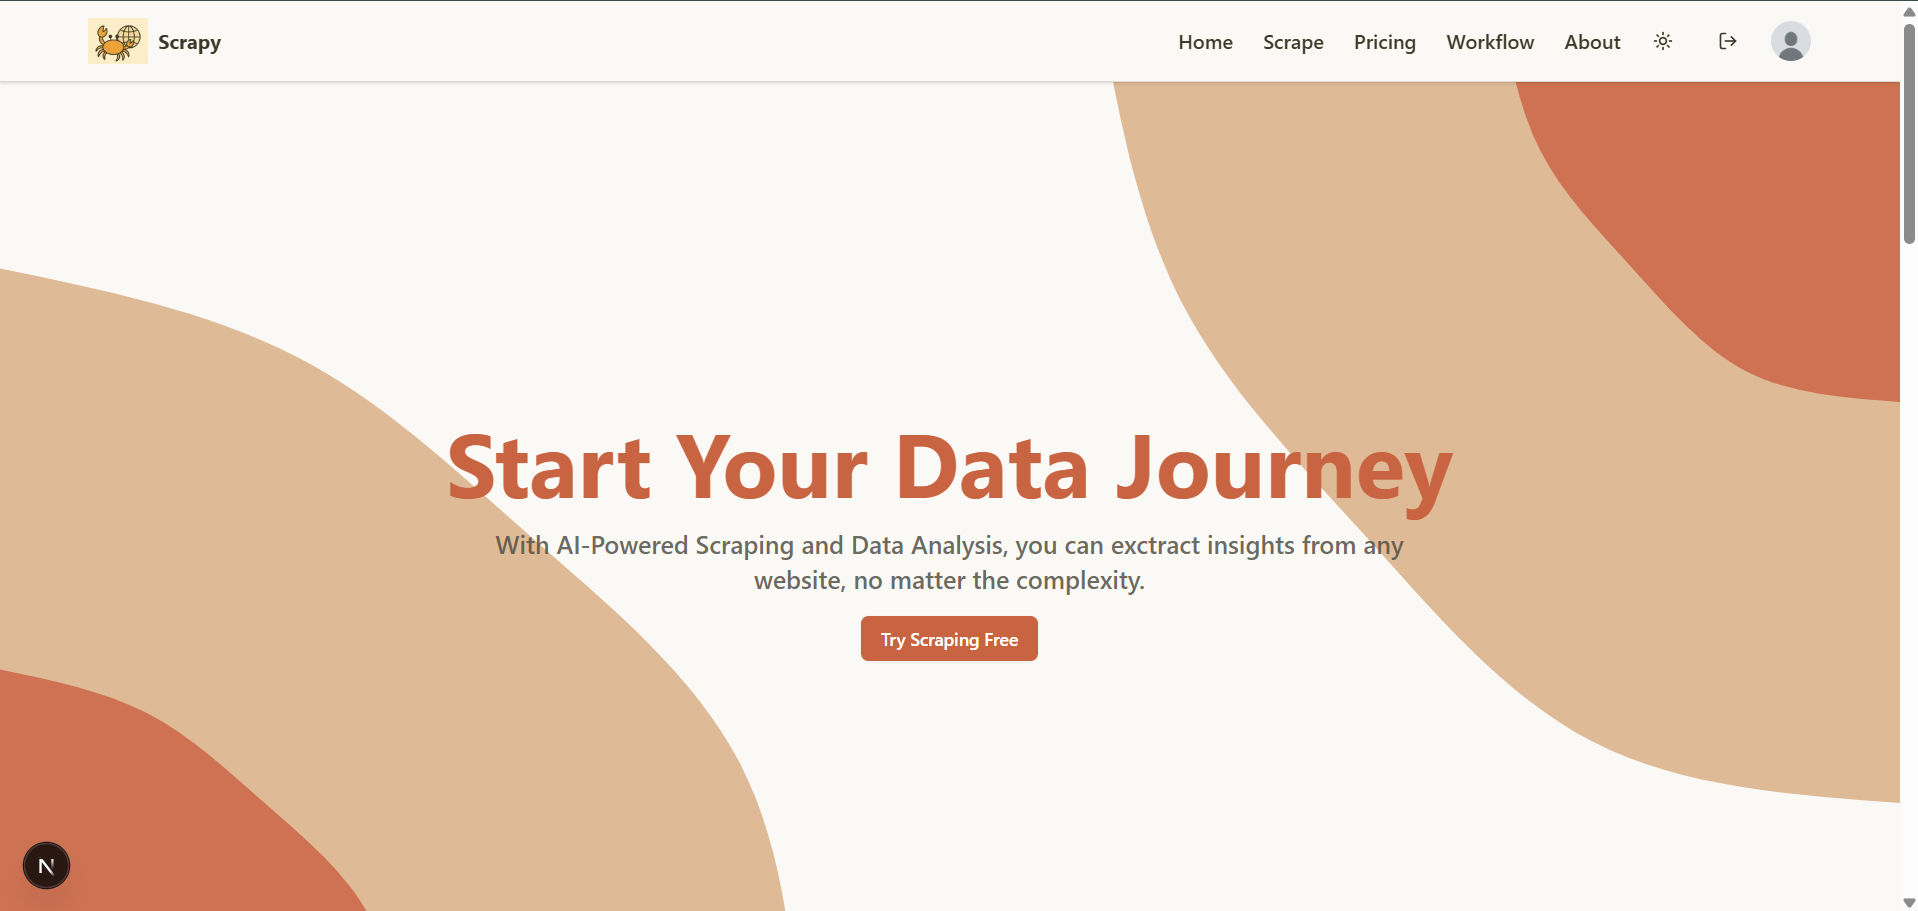 Scrapy
Home Scrape Pricing Workflow About
Start Your Data Journey
With AI-Powered Scraping and Data Analysis, you can exctract insights from any
website, no matter the complexity.
Try Scraping Free
N